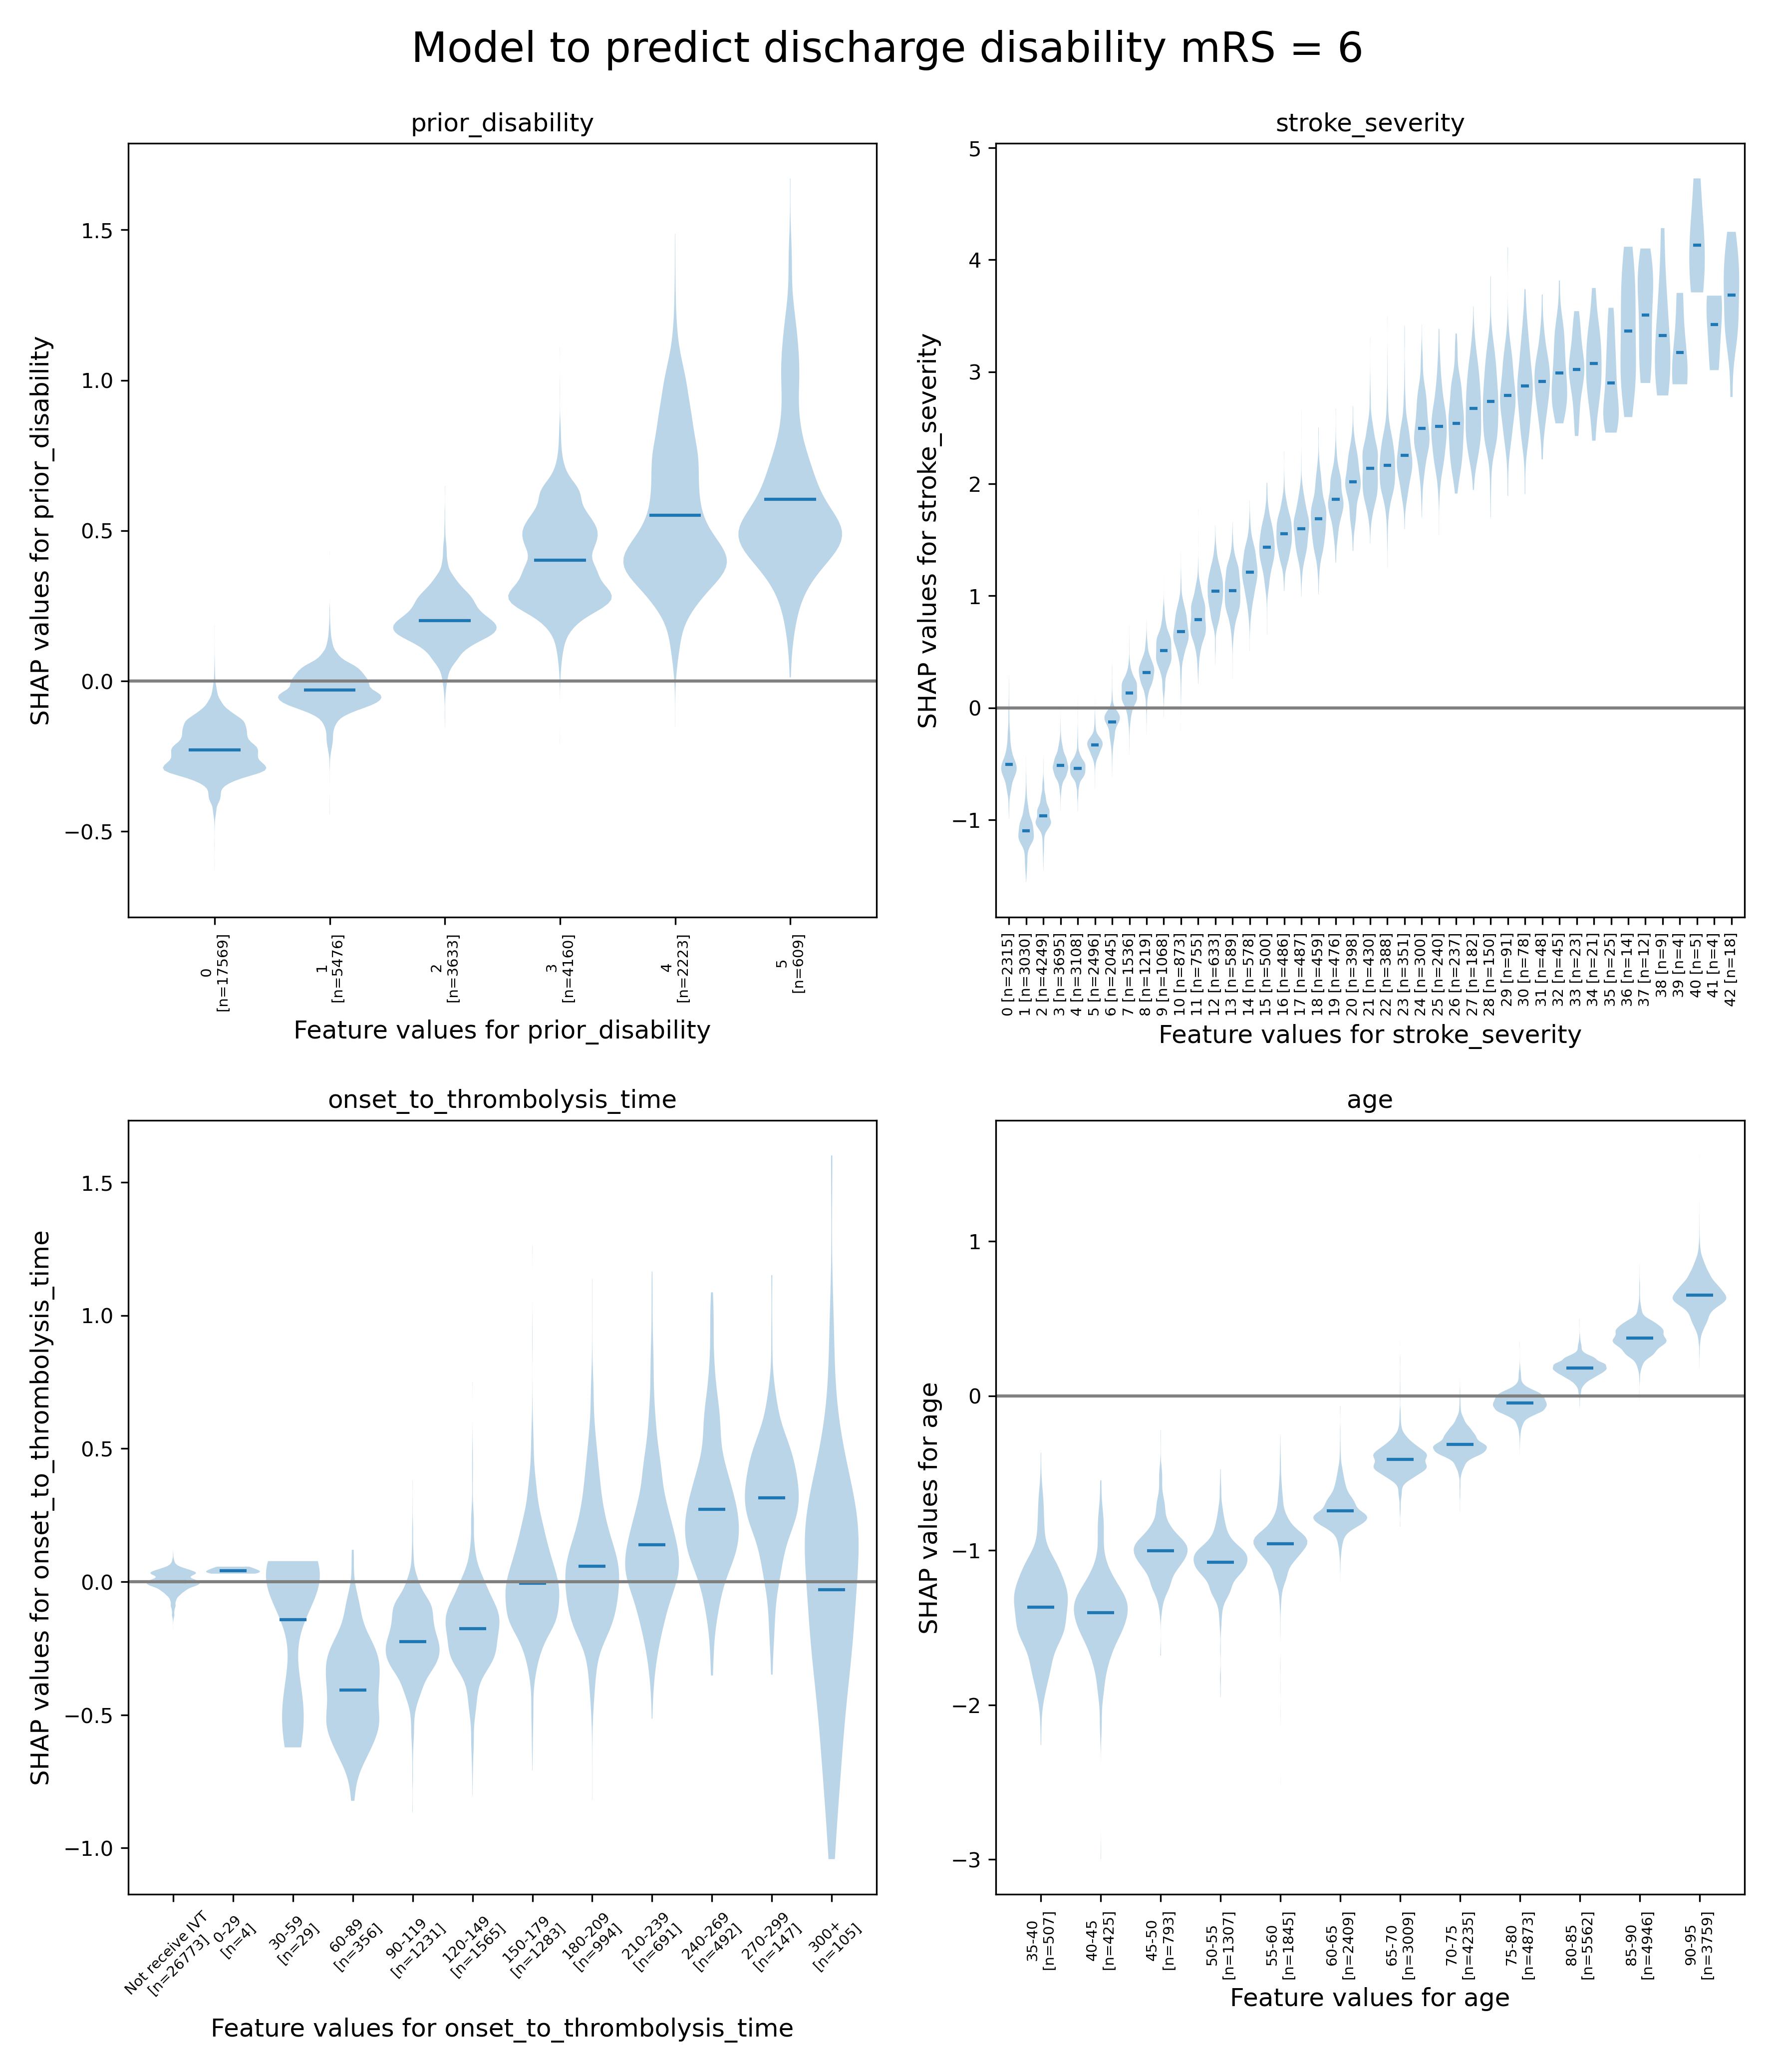 Model to predict discharge disability mRS = 6
prior_disability
SHAP values for prior_disability
1.5
1.0
0.5
0.0
−0.5
0
[n=17569]
1
[n=5476]
2
[n=3633]
3
[n=4160]
4
[n=2223]
5
[n=609]
Feature values for prior_disability
stroke_severity
SHAP values for stroke_severity
5
4
3
2
1
0
−1
0 [n=2315]
1 [n=3030]
2 [n=4249]
3 [n=3695]
4 [n=3108]
5 [n=2496]
6 [n=2045]
7 [n=1536]
8 [n=1219]
9 [n=1068]
10 [n=873]
11 [n=755]
12 [n=633]
13 [n=589]
14 [n=578]
15 [n=500]
16 [n=486]
17 [n=487]
18 [n=459]
19 [n=476]
20 [n=398]
21 [n=430]
22 [n=388]
23 [n=351]
24 [n=300]
25 [n=240]
26 [n=237]
27 [n=182]
28 [n=150]
29 [n=91]
30 [n=78]
31 [n=48]
32 [n=45]
33 [n=23]
34 [n=21]
35 [n=25]
36 [n=14]
37 [n=12]
38 [n=9]
39 [n=4]
40 [n=5]
41 [n=4]
42 [n=18]
Feature values for stroke_severity
onset_to_thrombolysis_time
SHAP values for onset_to_thrombolysis_time
1.5
1.0
0.5
0.0
−0.5
−1.0
Not receive IVT
[n=26773]
0-29
[n=4]
30-59
[n=29]
60-89
[n=356]
90-119
[n=1231]
120-149
[n=1565]
150-179
[n=1283]
180-209
[n=994]
210-239
[n=691]
240-269
[n=492]
270-299
[n=147]
300+
[n=105]
Feature values for onset_to_thrombolysis_time
age
SHAP values for age
1
0
−1
−2
−3
35-40
[n=507]
40-45
[n=425]
45-50
[n=793]
50-55
[n=1307]
55-60
[n=1845]
60-65
[n=2409]
65-70
[n=3009]
70-75
[n=4235]
75-80
[n=4873]
80-85
[n=5562]
85-90
[n=4946]
90-95
[n=3759]
Feature values for age